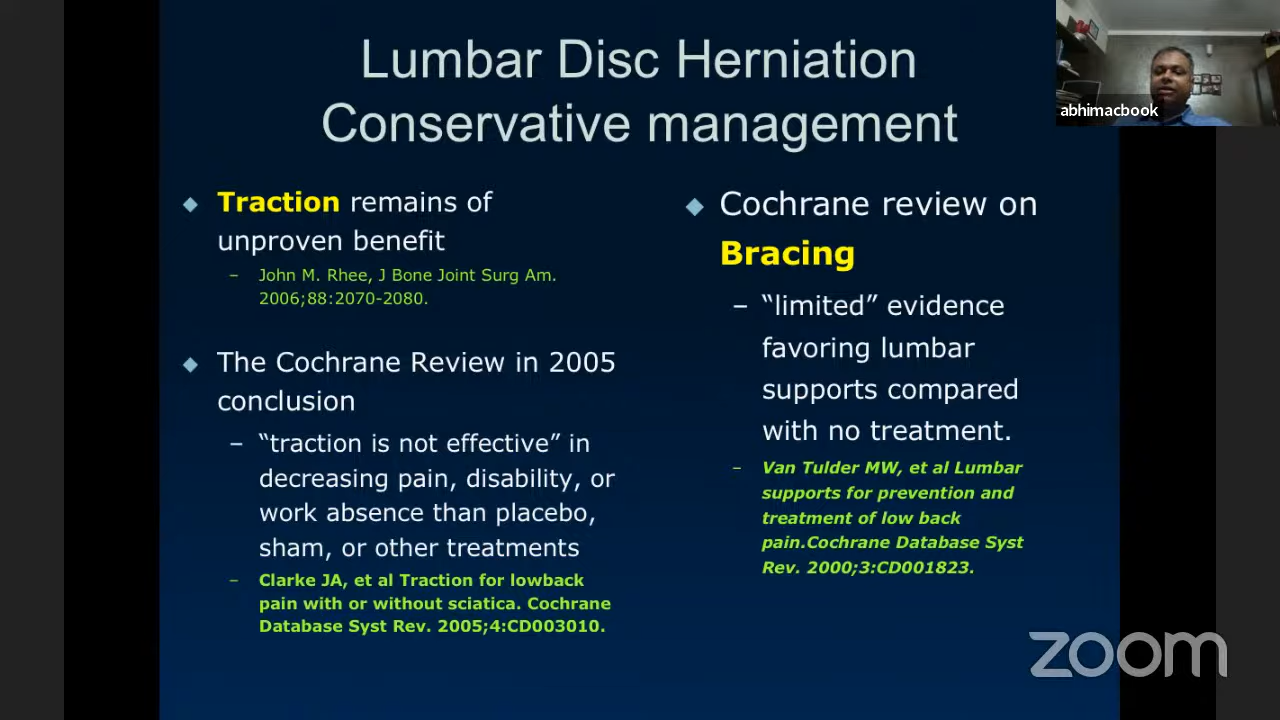 Lumbar Disc Herniation
Conservative management
abhimacbook
◆ Traction remains of
unproven benefit
– John M. Rhee, J Bone Joint Surg Am.
2006;88:2070-2080.
◆ The Cochrane Review in 2005
conclusion
– “traction is not effective” in
decreasing pain, disability, or
work absence than placebo,
sham, or other treatments
– Clarke JA, et al Traction for lowback
pain with or without sciatica. Cochrane
Database Syst Rev. 2005;4:CD003010.
◆ Cochrane review on
Bracing
– “limited” evidence
favoring lumbar
supports compared
with no treatment.
– Van Tulder MW, et al Lumbar
supports for prevention and
treatment of low back
pain.Cochrane Database Syst
Rev. 2000;3:CD001823.
zoom